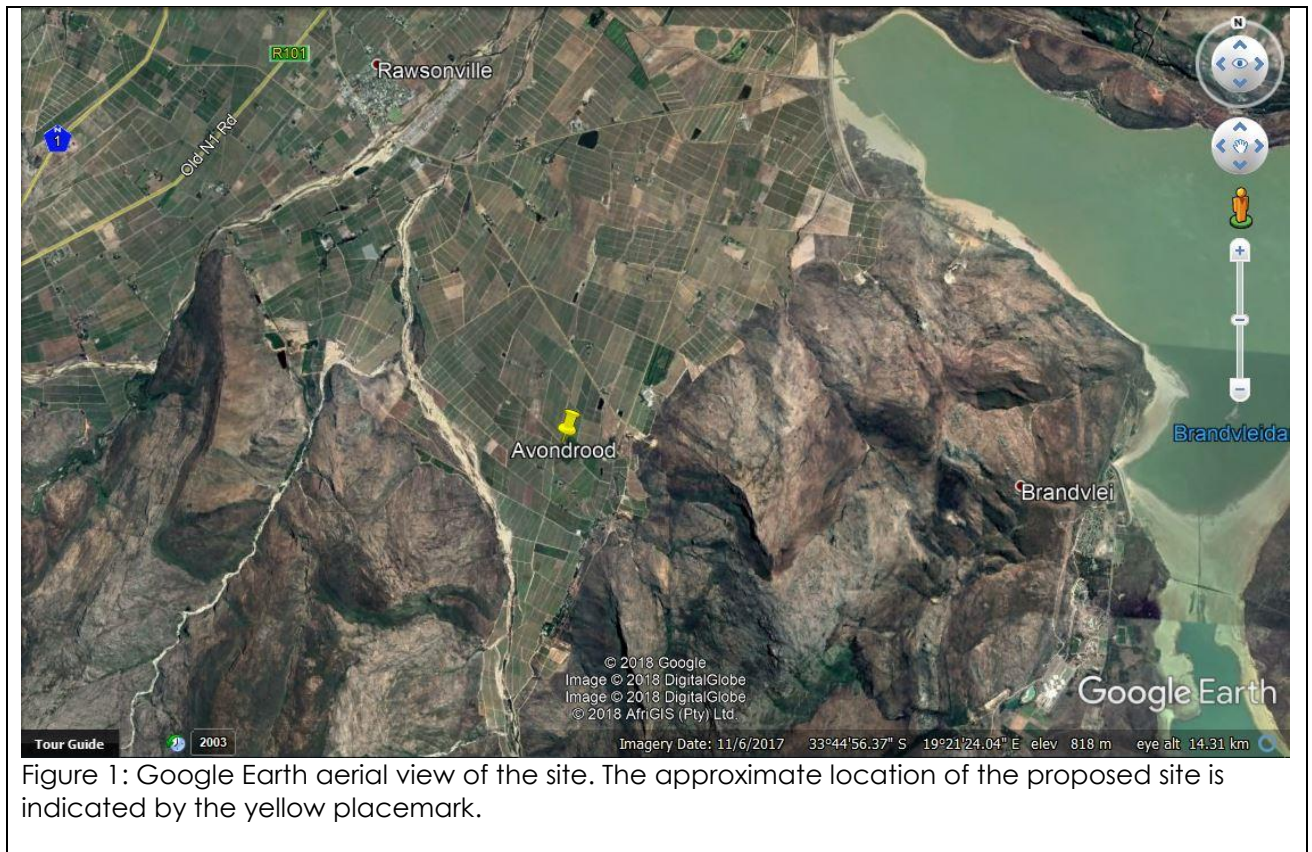 N
R101
Rawsonville
1
Old N1 Rd
Avondrood
Brandvleida
Brandvlei
© 2018 Google
Image © 2018 DigitalGlobe
Image © 2018 DigitalGlobe
© 2018 AfriGIS (Pty) Ltd.
Google Earth
Tour Guide
2003
Imagery Date: 11/6/2017 33°44'56.37" S 19°21'24.04" E elev 818 m eye alt 14.31 km
Figure 1: Google Earth aerial view of the site. The approximate location of the proposed site is
indicated by the yellow placemark.